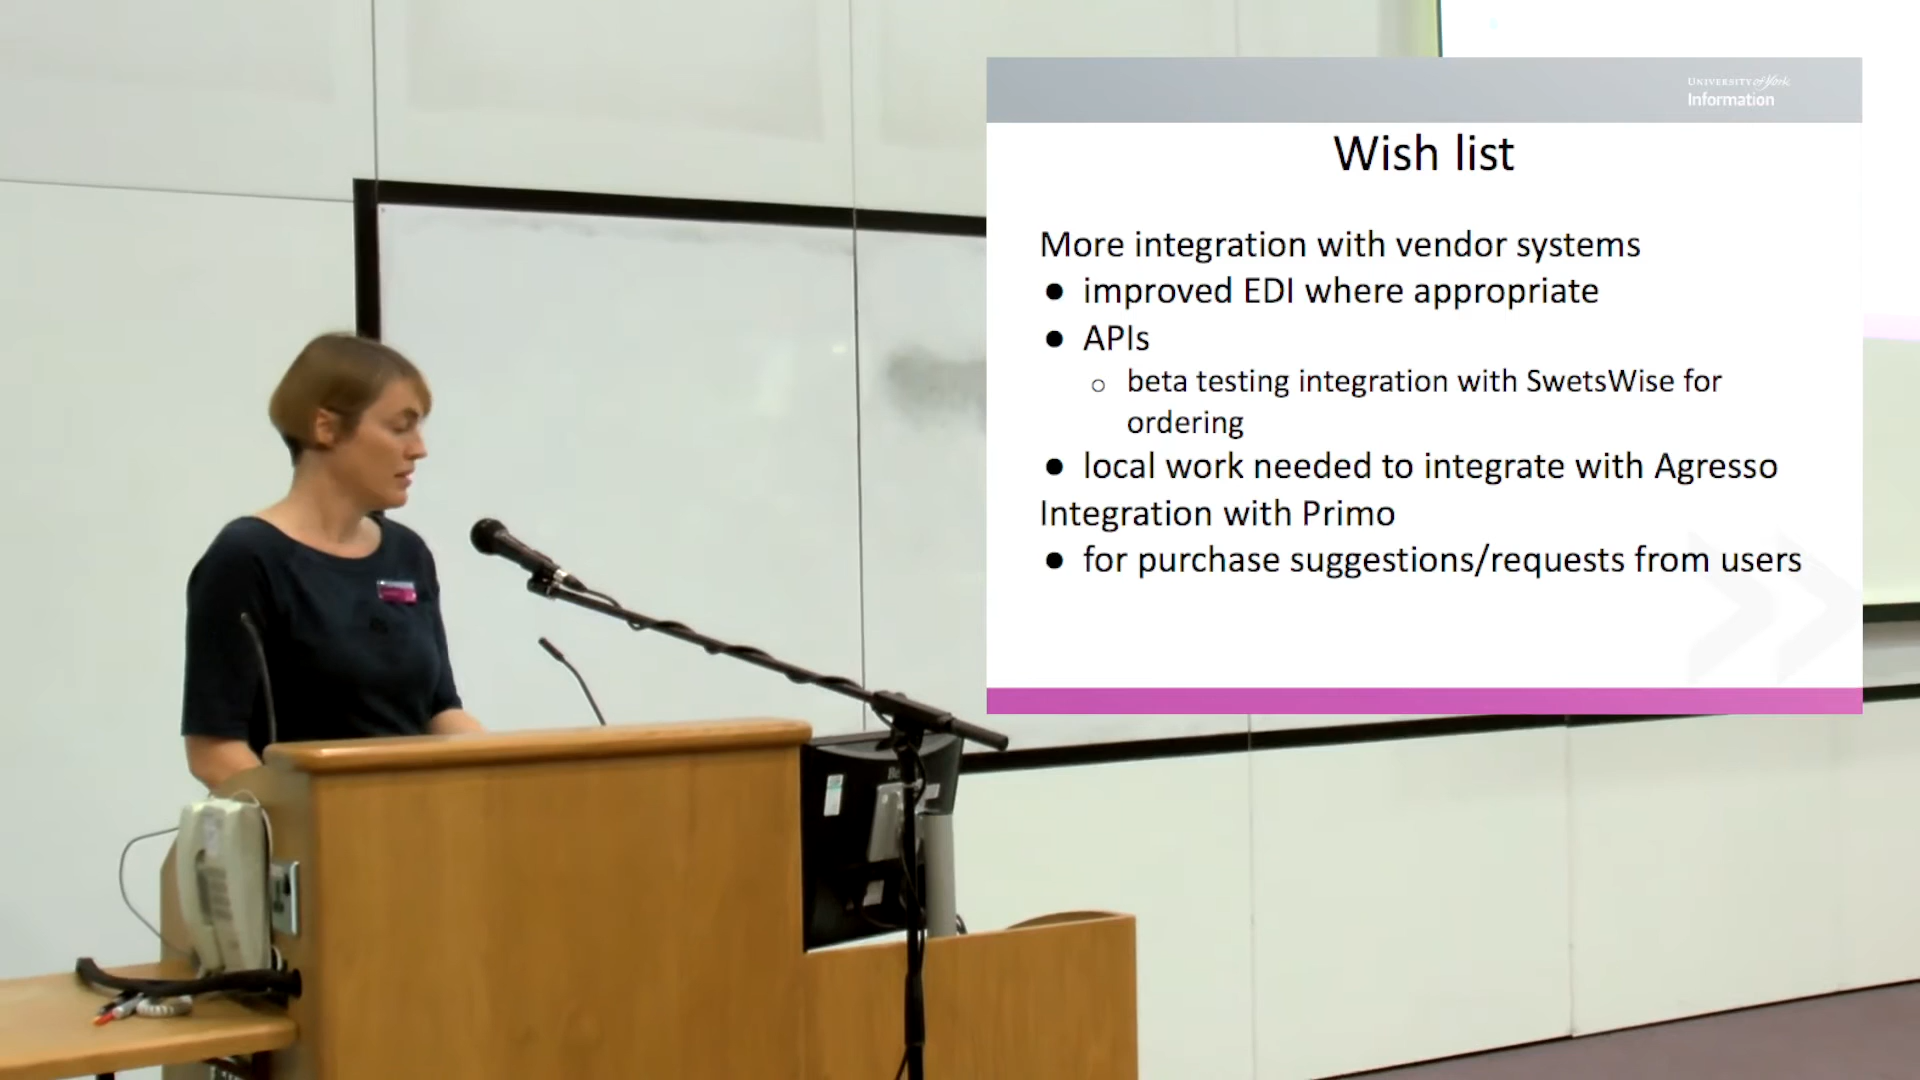 UNIVERSITY of York
Information
Wish list
More integration with vendor systems
● improved EDI where appropriate
● APIs
○ beta testing integration with SwetsWise for
ordering
● local work needed to integrate with Agresso
Integration with Primo
● for purchase suggestions/requests from users